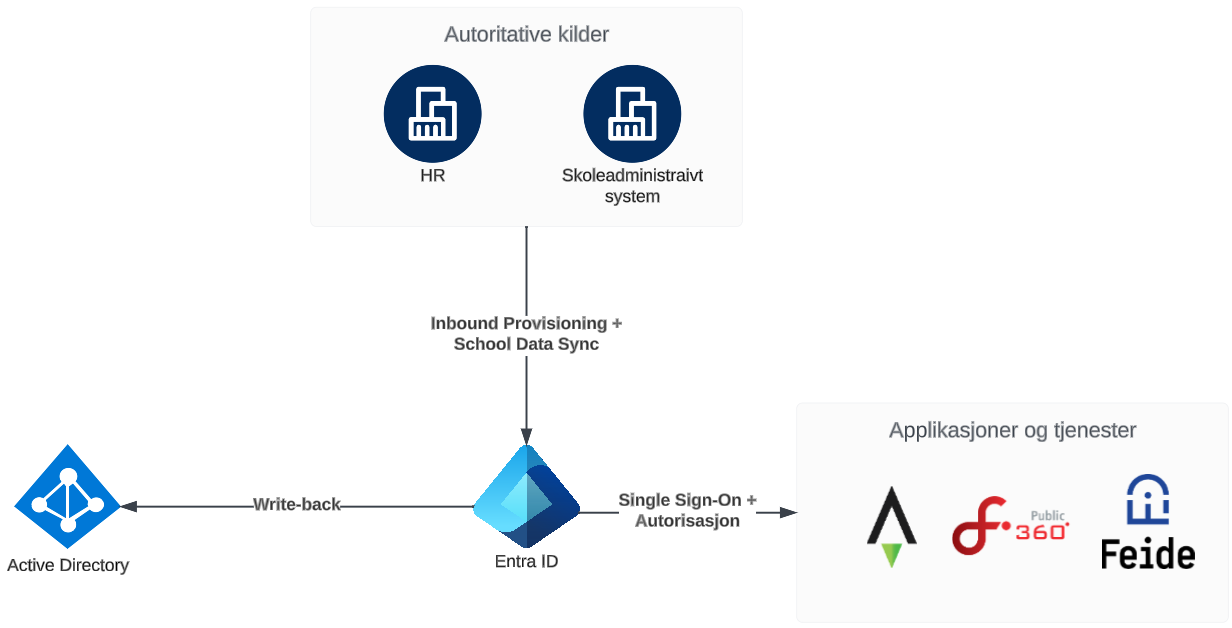 Autoritative kilder
HR
Skoleadministraivt
system
Inbound Provisioning +
School Data Sync
Applikasjoner og tjenester
Write-back
Single Sign-On +
Autorisasjon
Public
360°
Feide
Active Directory
Entra ID